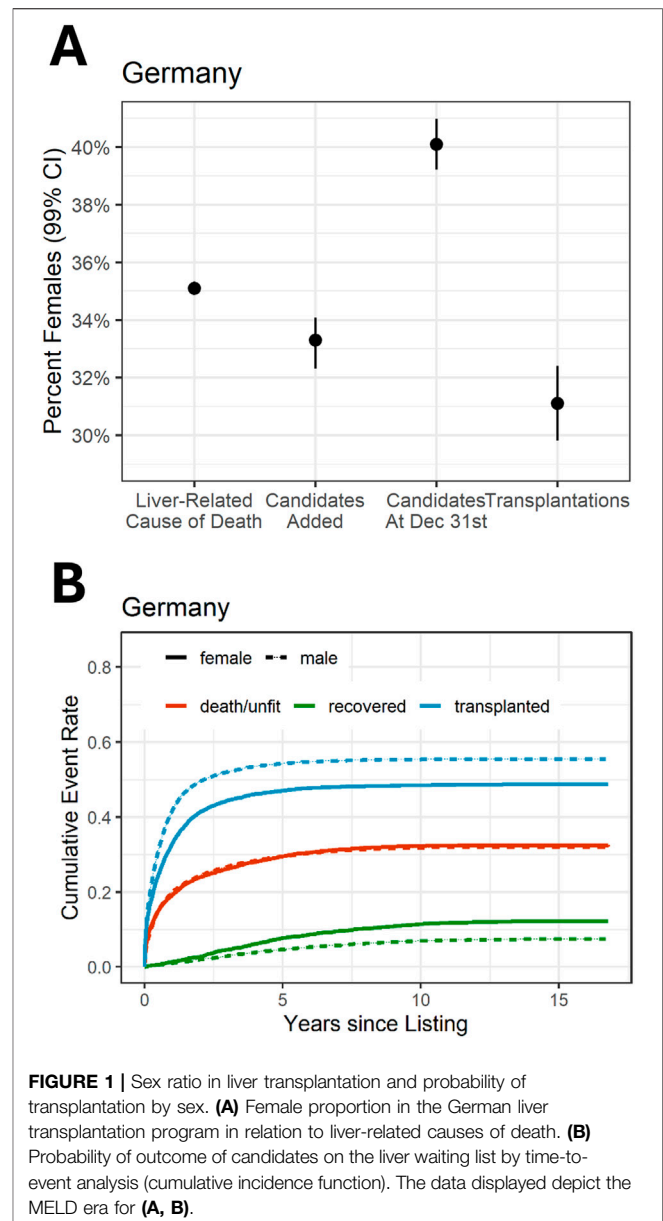 A
Germany
Percent Females (99% CI)
40%
38%
36%
34%
32%
30%
Liver-Related Candidates CandidatesTransplantations
Cause of Death Added At Dec 31st
B
Germany
female male
death/unfit recovered transplanted
Cumulative Event Rate
0.8
0.6
0.4
0.2
0.0
0 5 10 15
Years since Listing
FIGURE 1 | Sex ratio in liver transplantation and probability of
transplantation by sex. (A) Female proportion in the German liver
transplantation program in relation to liver-related causes of death. (B)
Probability of outcome of candidates on the liver waiting list by time-to-
event analysis (cumulative incidence function). The data displayed depict the
MELD era for (A, B).